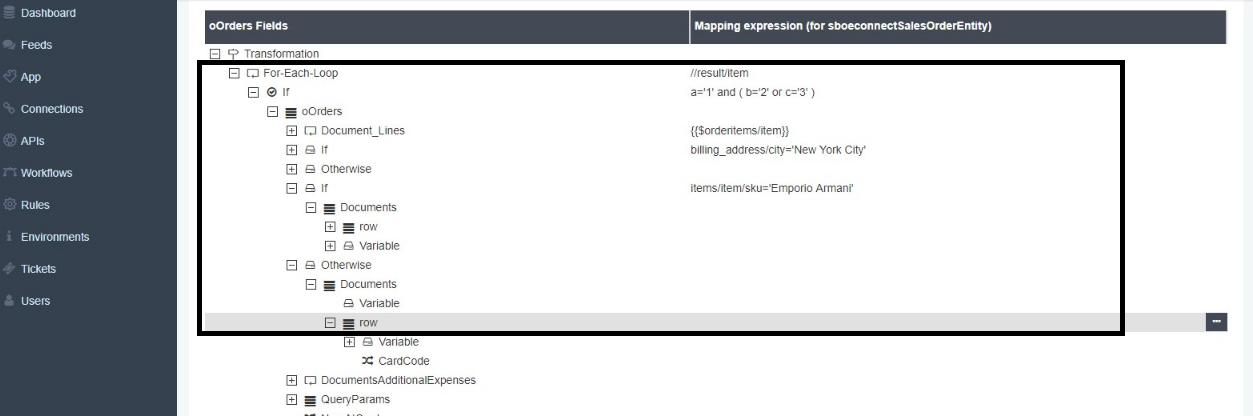 Dashboard
Feeds
App
Connections
APIs
Workflows
Rules
Environments
Tickets
Users
oOrders Fields Mapping expression (for sboeconnectSalesOrderEntity)
Transformation
For-Each-Loop //result/item
If a='1' and ( b='2' or c='3' )
oOrders
Document_Lines {{$orderitems/item}}
If billing_address/city='New York City'
Otherwise
If items/item/sku='Emporio Armani'
Documents
row
Variable
Otherwise
Documents
Variable
row
Variable
CardCode
DocumentsAdditionalExpenses
QueryParams